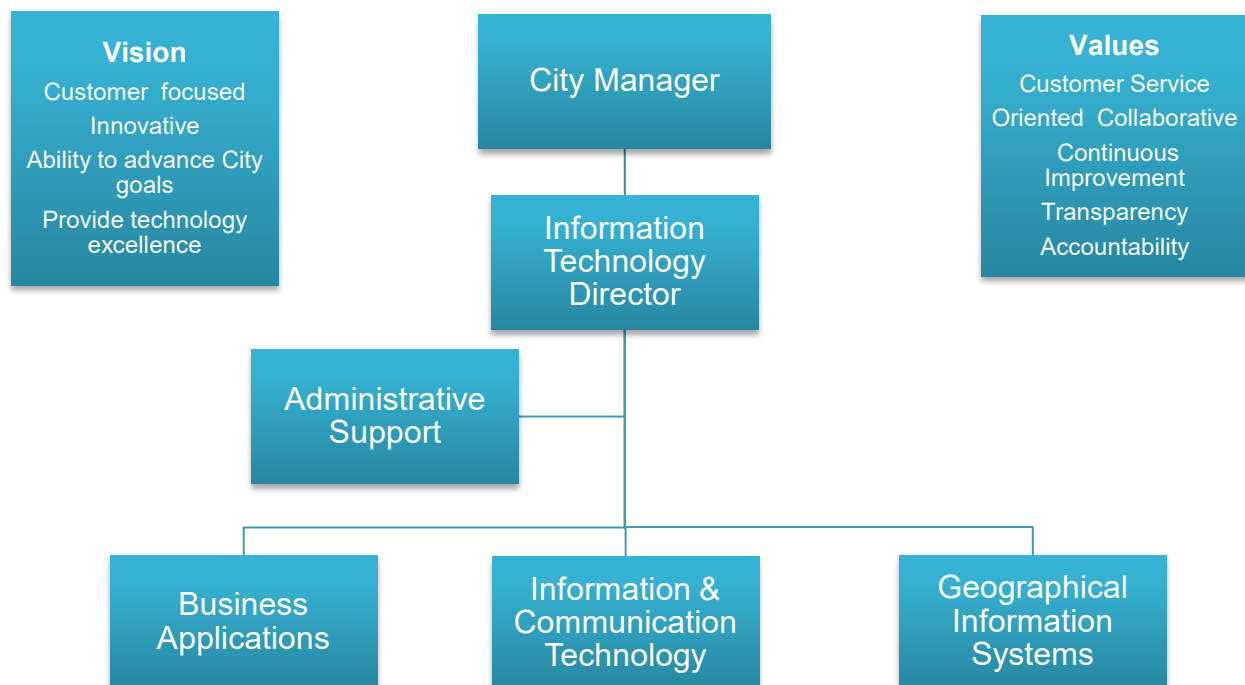 Vision
Customer focused
Innovative
Ability to advance City
goals
Provide technology
excellence
City Manager
Values
Customer Service
Oriented Collaborative
Continuous
Improvement
Transparency
Accountability
Information
Technology
Director
Administrative
Support
Business
Applications
Information &
Communication
Technology
Geographical
Information
Systems